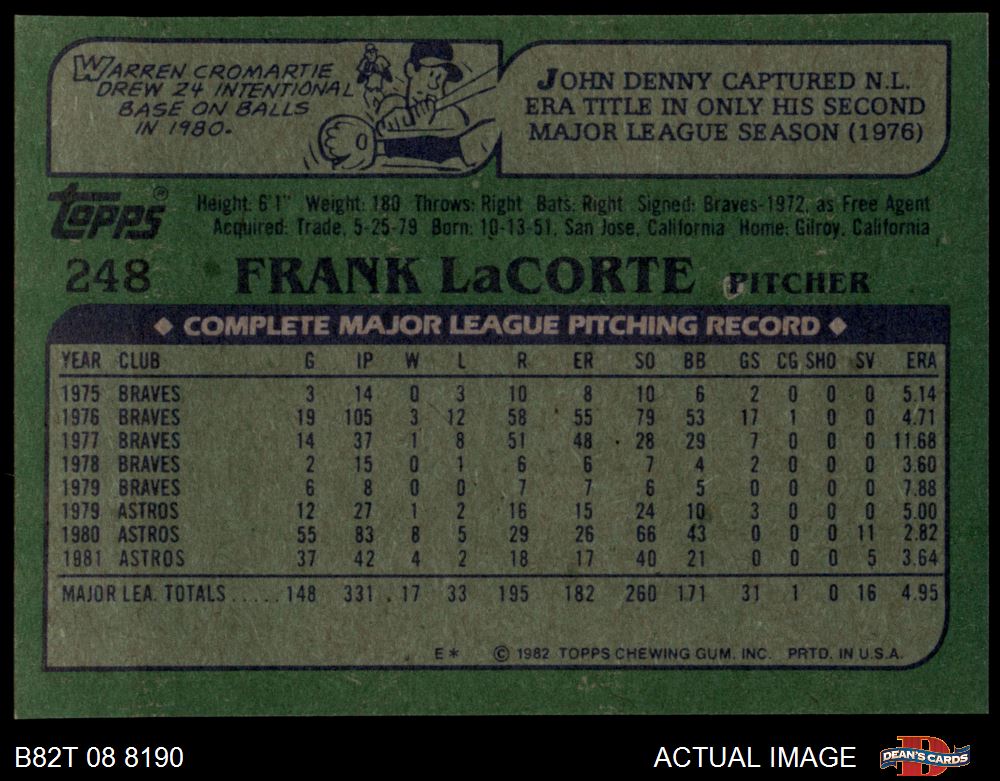 WARREN CROMARTIE
DREW 24 INTENTIONAL
BASE ON BALLS
IN 1980.
JOHN DENNY CAPTURED N.L.
ERA TITLE IN ONLY HIS SECOND
MAJOR LEAGUE SEASON (1976)
Topps®
Height: 6'1" Weight: 180 Throws: Right Bats: Right Signed: Braves-1972, as Free Agent
Acquired: Trade, 5-25-79 Born: 10-13-51, San Jose, California Home: Gilroy, California
248 FRANK LaCORTE PITCHER
◆ COMPLETE MAJOR LEAGUE PITCHING RECORD ◆
YEAR CLUB G IP W L R ER SO BB GS CG SHO SV ERA
1975 BRAVES 3 14 0 3 10 8 10 6 2 0 0 0 5.14
1976 BRAVES 19 105 3 12 58 55 79 53 17 1 0 0 4.71
1977 BRAVES 14 37 1 8 51 48 28 29 7 0 0 0 11.68
1978 BRAVES 2 15 0 1 6 6 7 4 2 0 0 0 3.60
1979 BRAVES 6 8 0 0 7 7 6 5 0 0 0 0 7.88
1979 ASTROS 12 27 1 2 16 15 24 10 3 0 0 0 5.00
1980 ASTROS 55 83 8 5 29 26 66 43 0 0 0 11 2.82
1981 ASTROS 37 42 4 2 18 17 40 21 0 0 0 5 3.64
MAJOR LEA. TOTALS.....148 331 17 33 195 182 260 171 31 1 0 16 4.95
E* © 1982 TOPPS CHEWING GUM, INC. PRTD. IN U.S.A.
B82T 08 8190 ACTUAL IMAGE DEAN'S CARDS